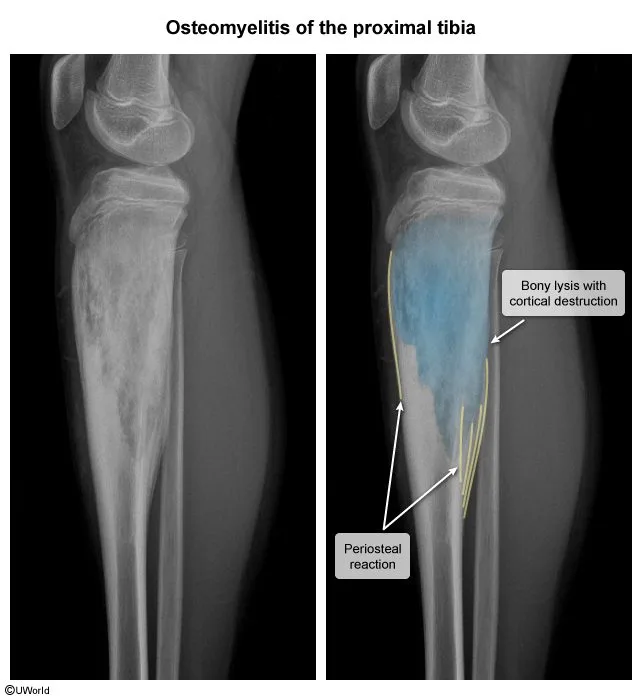 Osteomyelitis of the proximal tibia
Bony lysis with
cortical destruction
Periosteal
reaction
©UWorld